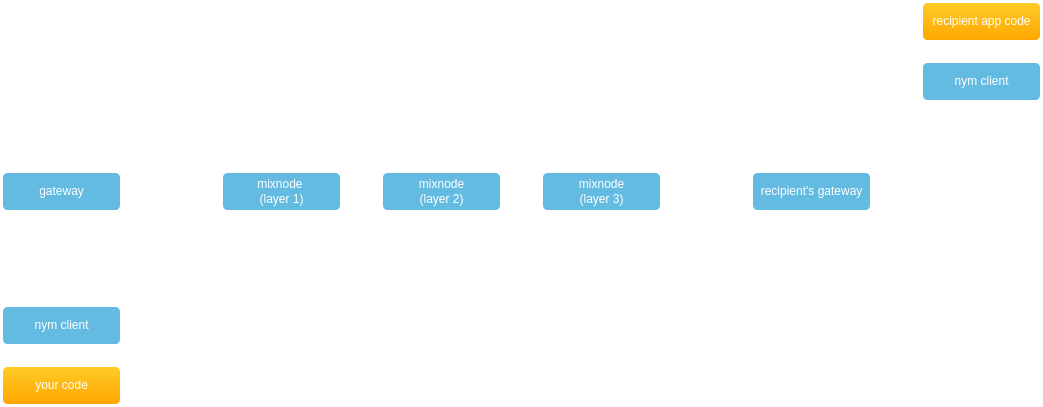 recipient app code
nym client
gateway
mixnode
(layer 1)
mixnode
(layer 2)
mixnode
(layer 3)
recipient's gateway
nym client
your code